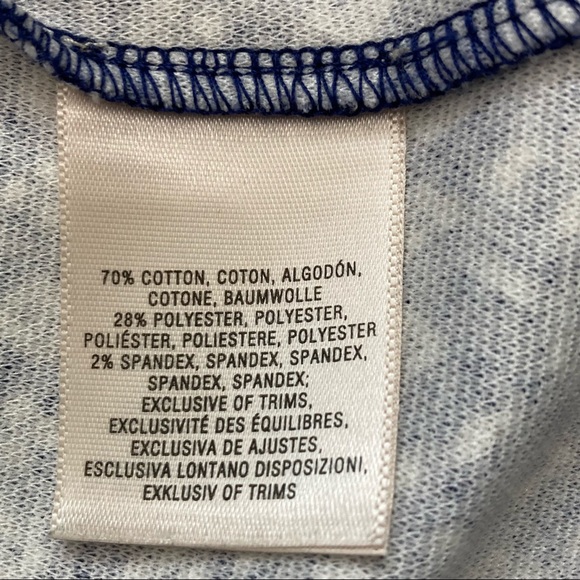 70% COTTON, COTON, ALGODÓN,
COTONE, BAUMWOLLE
28% POLYESTER, POLYESTER,
POLIÉSTER, POLIESTERE, POLYESTER
2% SPANDEX, SPANDEX, SPANDEX,
SPANDEX, SPANDEX;
EXCLUSIVE OF TRIMS,
EXCLUSIVITÉ DES ÉQUILIBRES,
EXCLUSIVA DE AJUSTES,
ESCLUSIVA LONTANO DISPOSIZIONI,
EXKLUSIV OF TRIMS